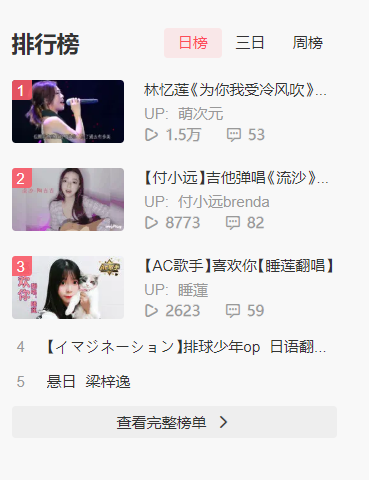 排行榜 日榜 三日 周榜
1 林忆莲《为你我受冷风吹》...
UP: 萌次元
1.5万 53
2 【付小远】吉他弹唱《流沙》...
UP: 付小远brenda
8773 82
3 【AC歌手】喜欢你【睡莲翻唱】
UP: 睡蓮
2623 59
4 【イマジネーション】排球少年op 日语翻...
5 悬日 梁梓逸
查看完整榜单